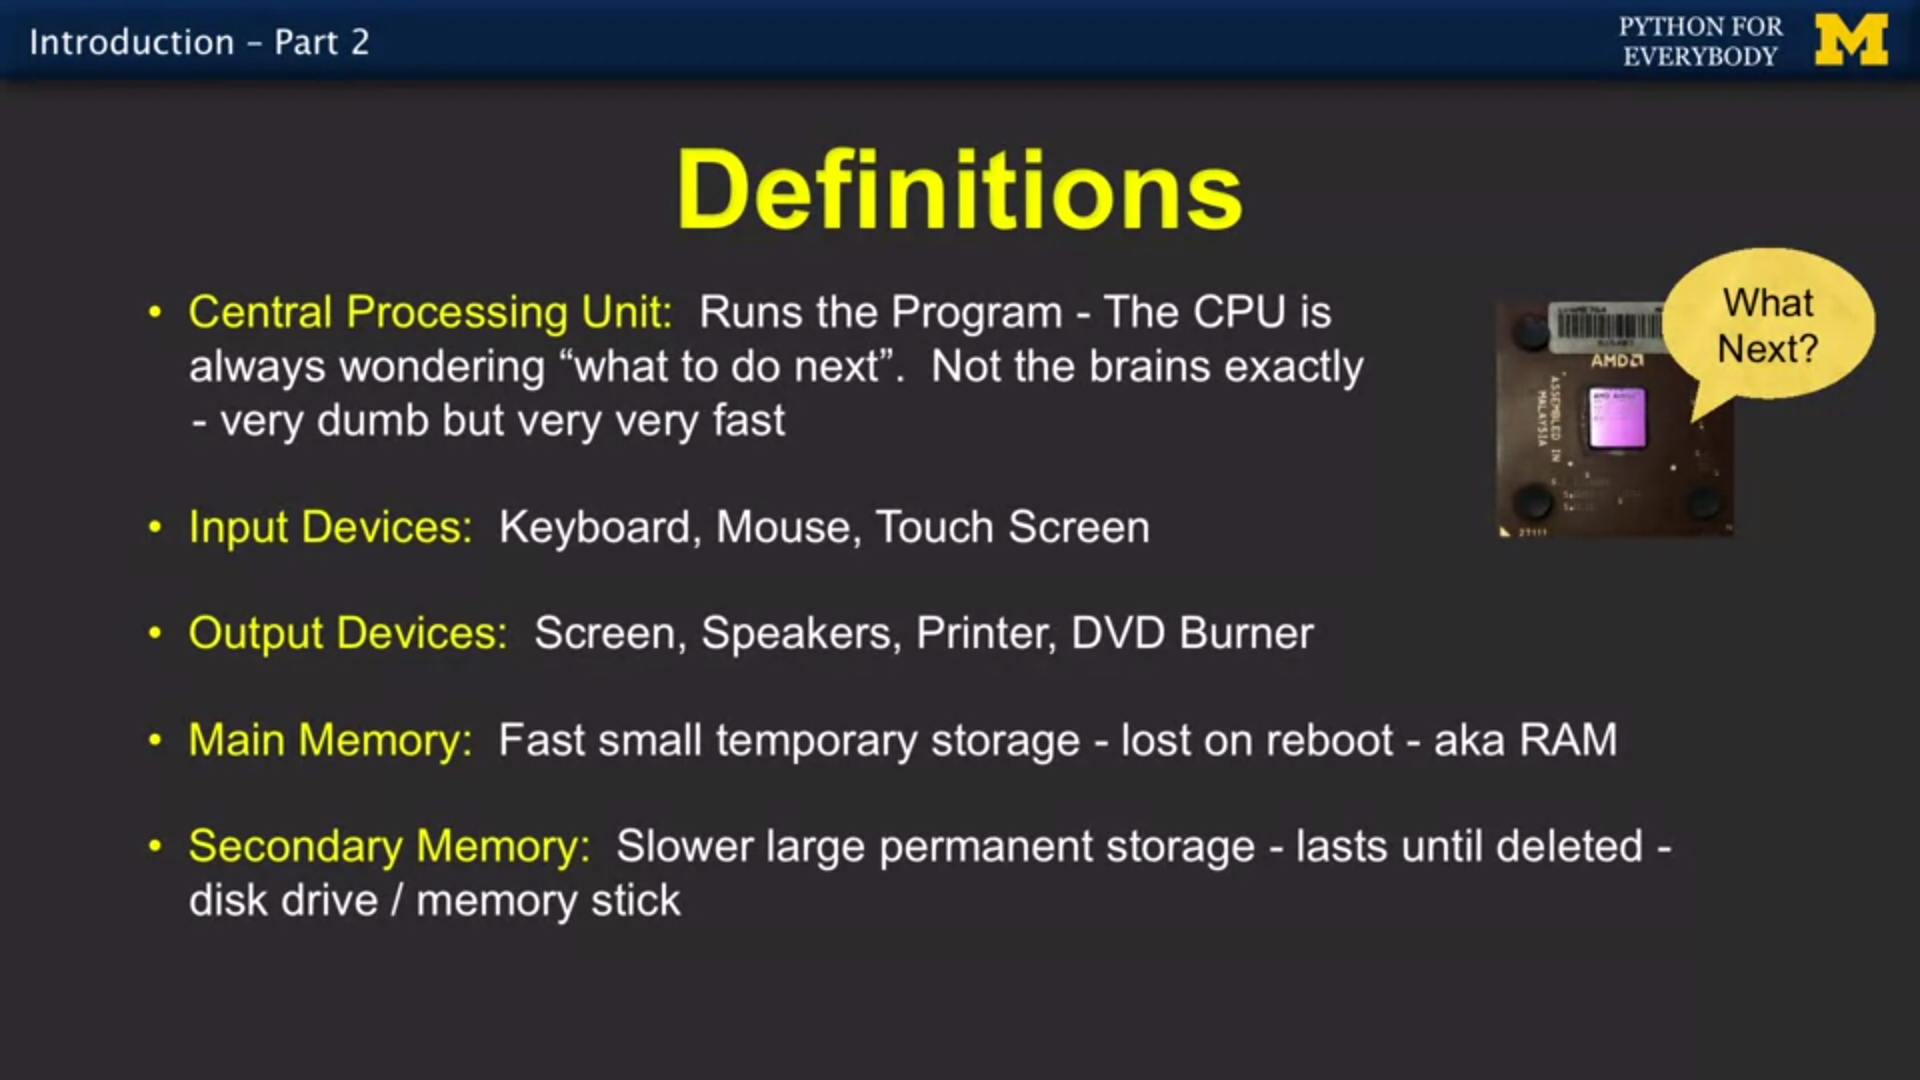 Introduction – Part 2
PYTHON FOR
EVERYBODY
M
Definitions
• Central Processing Unit: Runs the Program - The CPU is
always wondering “what to do next”. Not the brains exactly
- very dumb but very very fast
What
Next?
AMD
ASSEMBLED IN
MALAYSIA
27111
• Input Devices: Keyboard, Mouse, Touch Screen
• Output Devices: Screen, Speakers, Printer, DVD Burner
• Main Memory: Fast small temporary storage - lost on reboot - aka RAM
• Secondary Memory: Slower large permanent storage - lasts until deleted -
disk drive / memory stick